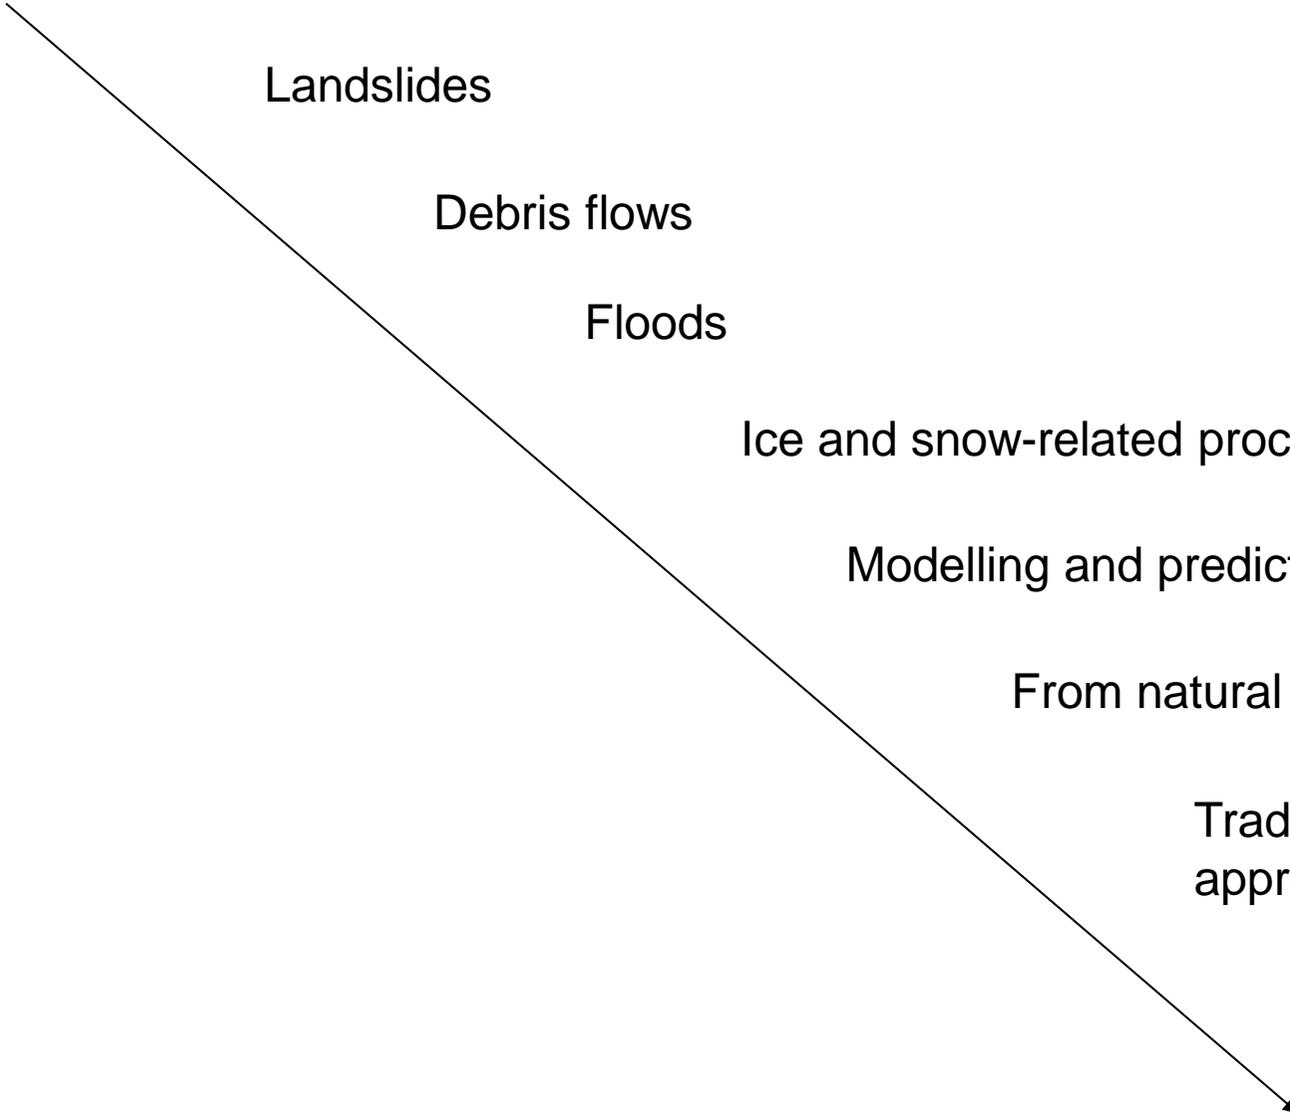 Landslides
Debris flows
Floods
Ice and snow-related proc
Modelling and predic
From natural
Trad
appr